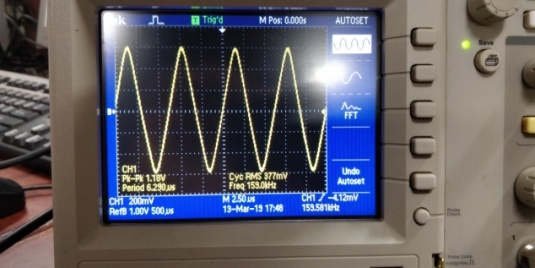 Trig'd M Pos: 0.000s AUTOSET
FFT
CH1
Pk-Pk 1.18V
Period 6.290µs
Cyc RMS 377mV
Freq 159.0kHz
Undo
Autoset
CH1 200mV M 2.50µs CH1 -4.12mV
RefB 1.00V 500µs 13-Mar-19 17:48 159.581kHz
Save